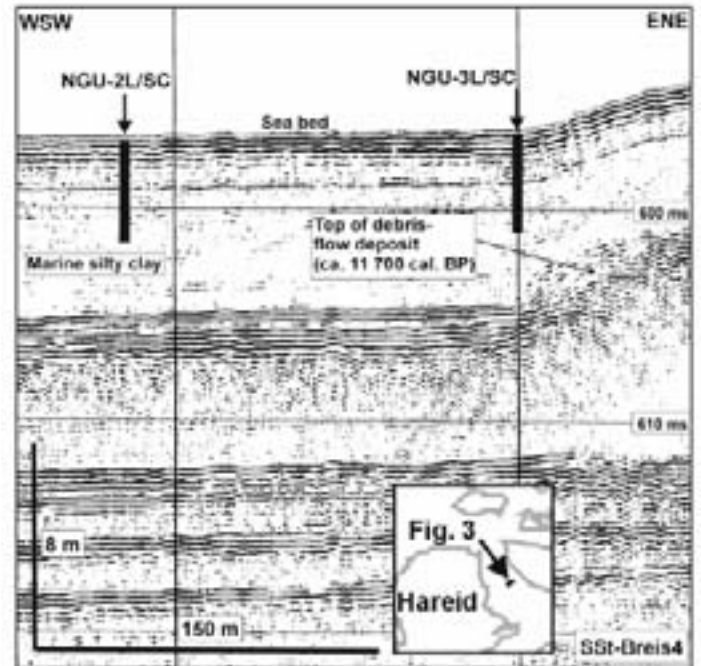 WSW
ENE
NGU-2L/SC
NGU-3L/SC
Sea bed
600 ms
Top of debris-
flow deposit
(ca. 11 700 cal. BP)
Marine silty clay
610 ms
8 m
Fig. 3
Hareid
150 m
SSt-Breis4